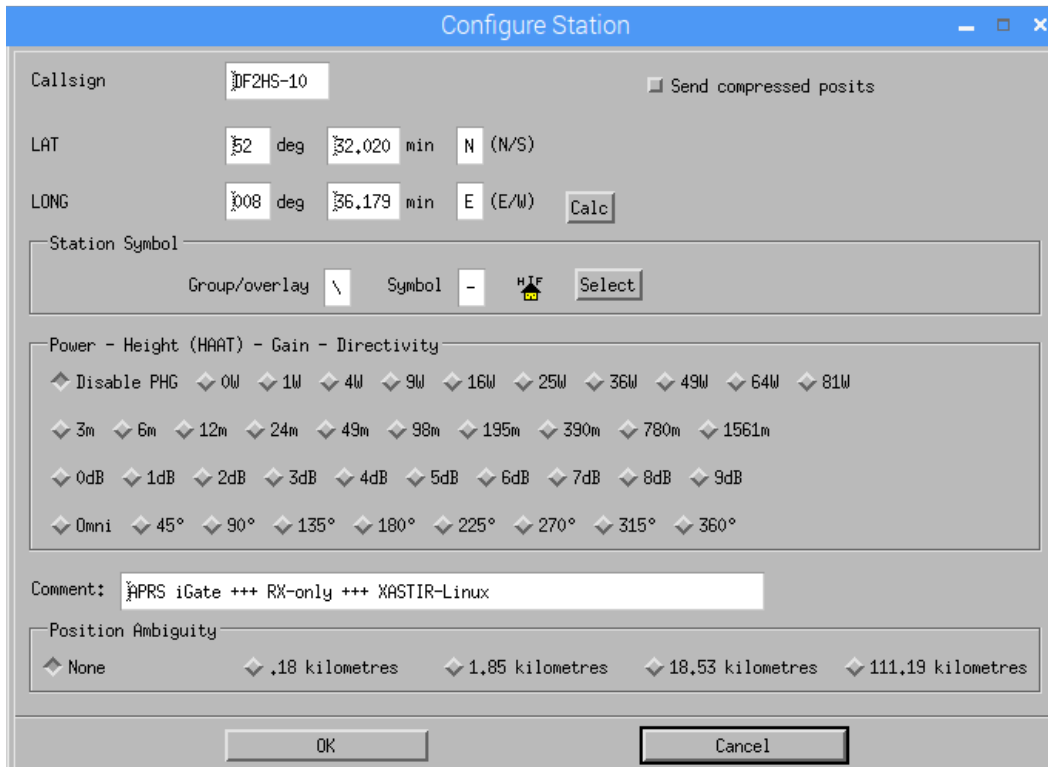 Configure Station
Callsign DF2HS-10 Send compressed posits
LAT 52 deg 32.020 min N (N/S)
LONG 008 deg 36.179 min E (E/W) Calc
Station Symbol
Group/overlay \ Symbol - HIF Select
Power - Height (HAAT) - Gain - Directivity
Disable PHG 0W 1W 4W 9W 16W 25W 36W 49W 64W 81W
3m 6m 12m 24m 49m 98m 195m 390m 780m 1561m
0dB 1dB 2dB 3dB 4dB 5dB 6dB 7dB 8dB 9dB
Omni 45° 90° 135° 180° 225° 270° 315° 360°
Comment: APRS iGate +++ RX-only +++ XASTIR-Linux
Position Ambiguity
None .18 kilometres 1.85 kilometres 18.53 kilometres 111.19 kilometres
OK Cancel